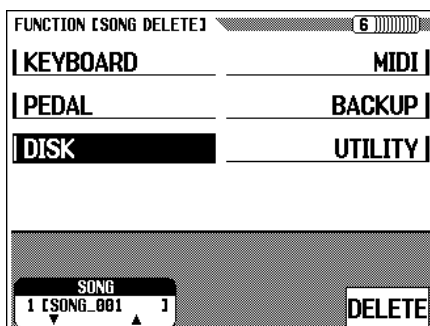 FUNCTION [SONG DELETE] 6
KEYBOARD MIDI
PEDAL BACKUP
DISK UTILITY
SONG
1 [SONG_001 ]
DELETE